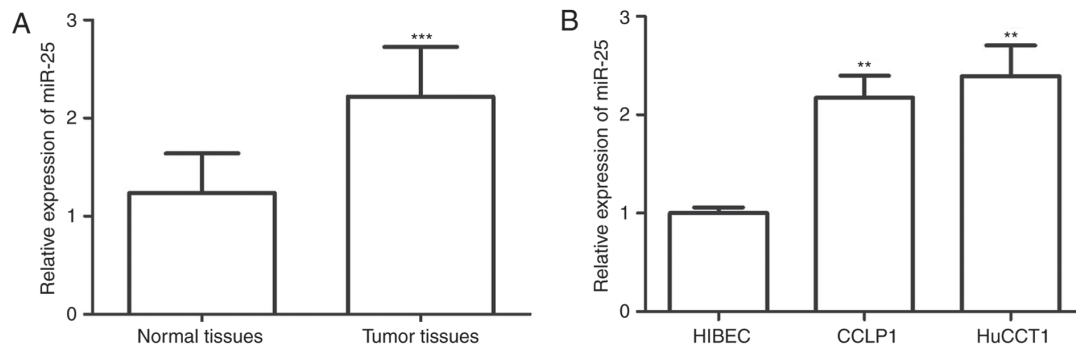 A
Relative expression of miR-25
3
2
1
0
***
Normal tissues
Tumor tissues
B
Relative expression of miR-25
3
2
1
0
**
**
HIBEC
CCLP1
HuCCT1